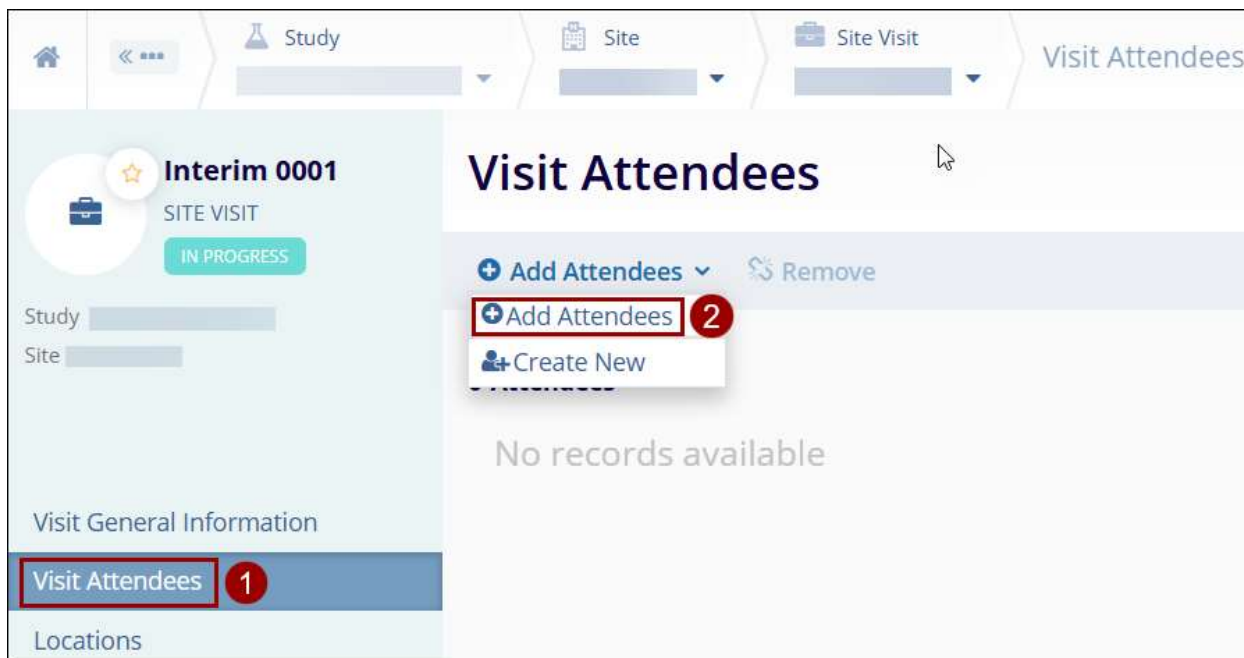 Study
Site
Site Visit
Visit Attendees
Interim 0001
SITE VISIT
IN PROGRESS
Study
Site
Visit General Information
Visit Attendees 1
Locations
Visit Attendees
Add Attendees
Remove
Add Attendees 2
Create New
No records available